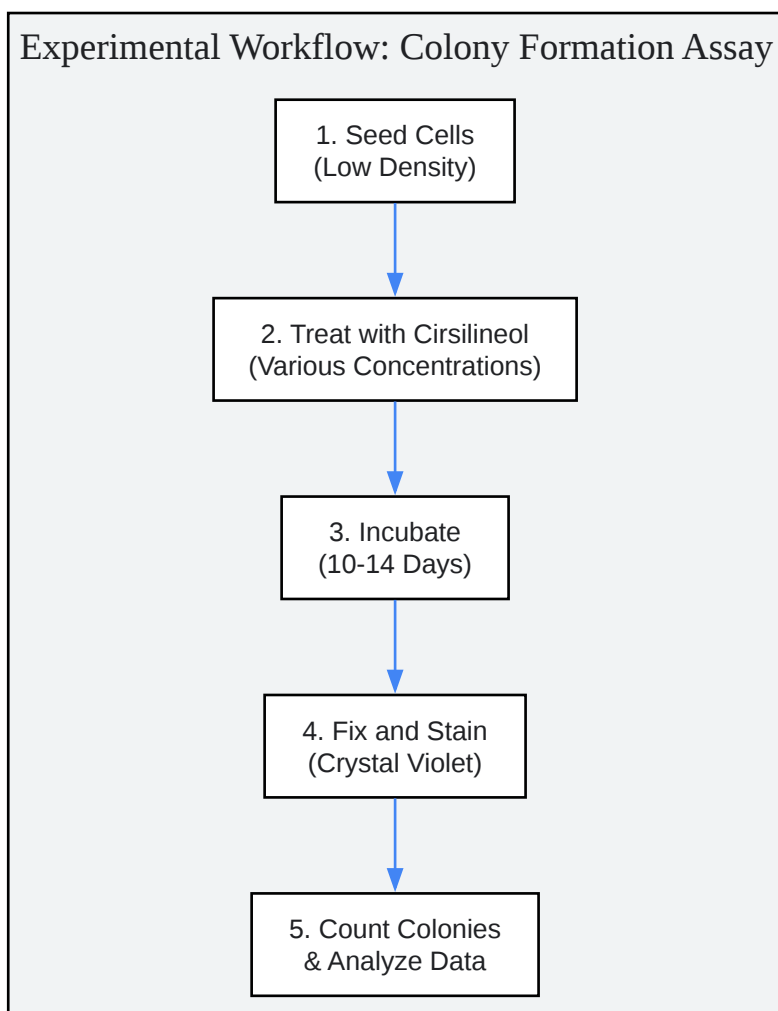 Experimental Workflow: Colony Formation Assay
1. Seed Cells
(Low Density)
2. Treat with Cirsilineol
(Various Concentrations)
3. Incubate
(10-14 Days)
4. Fix and Stain
(Crystal Violet)
5. Count Colonies
& Analyze Data